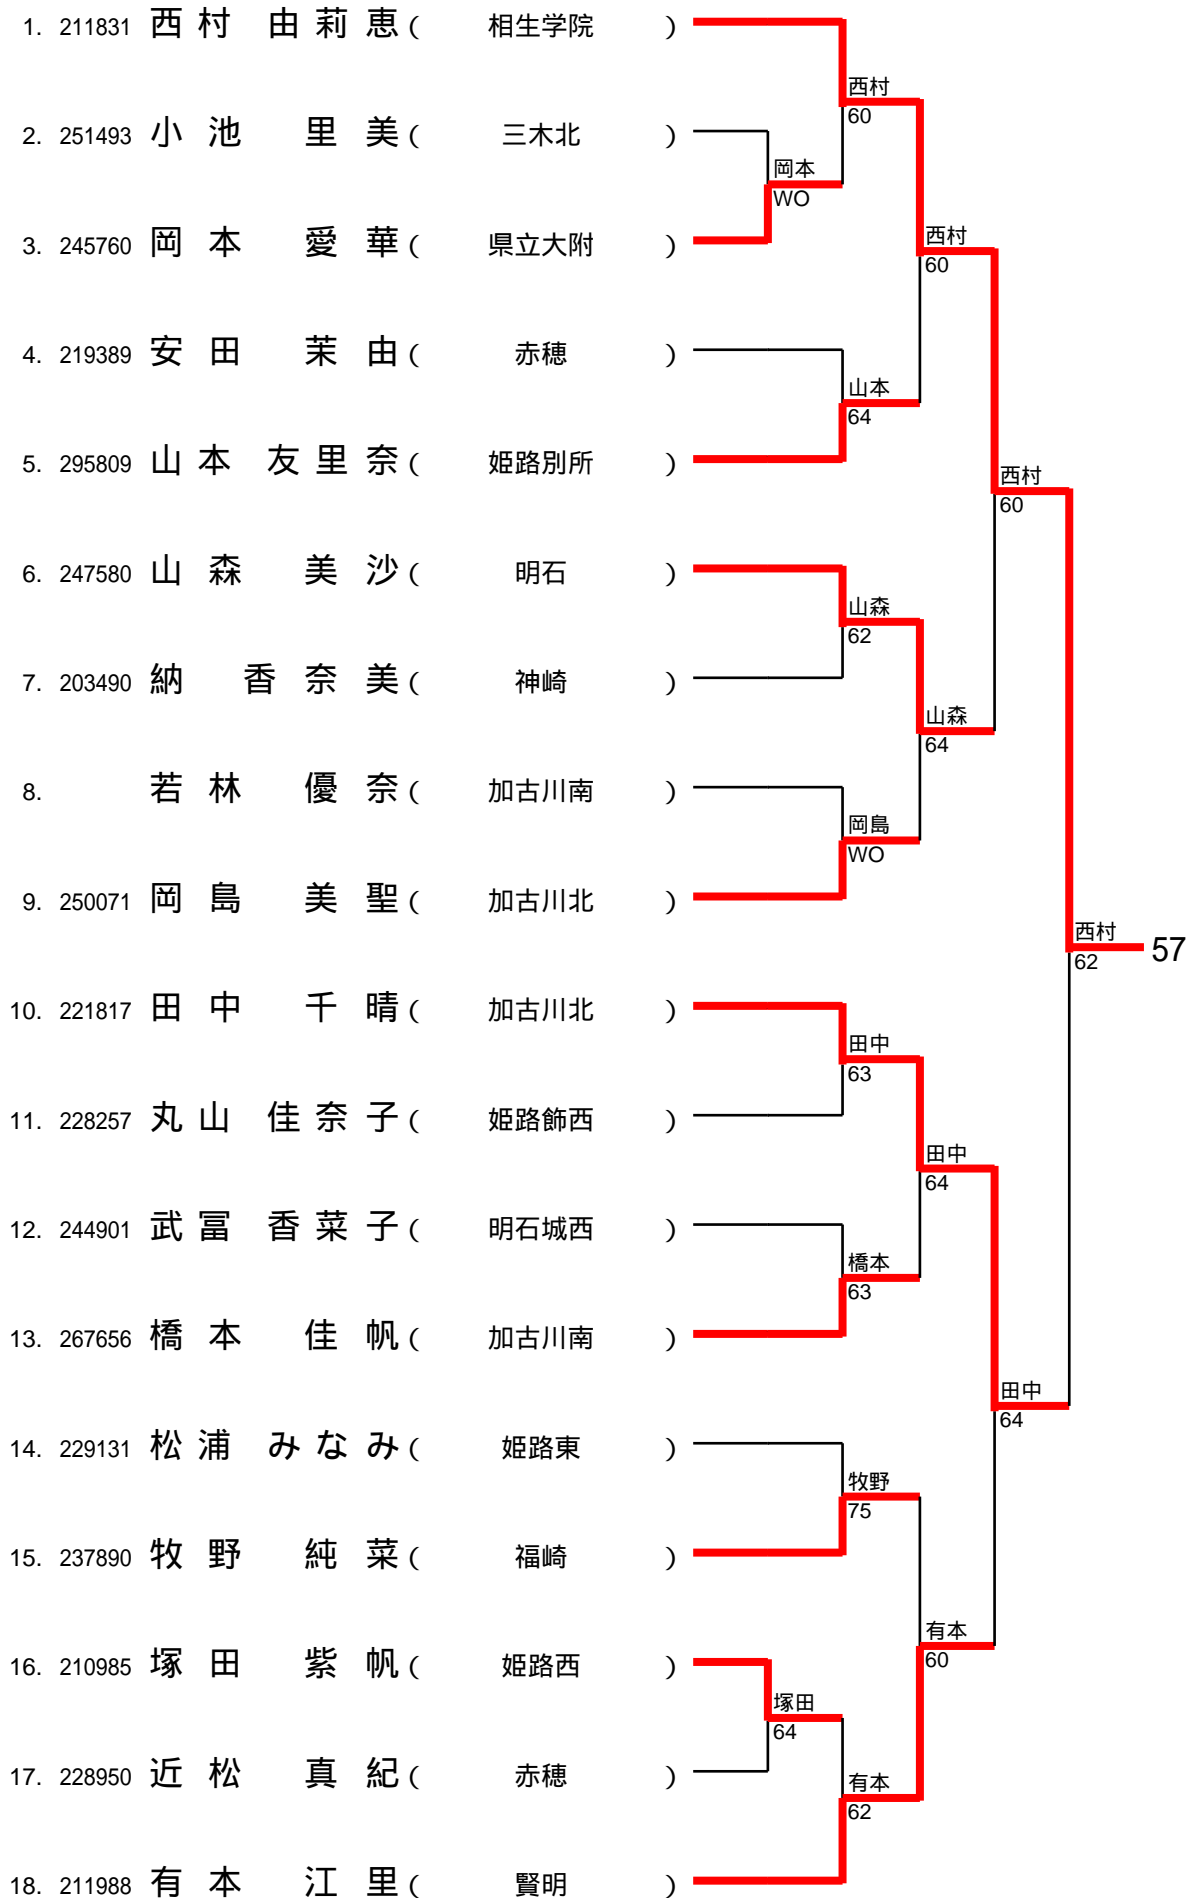 1. 211831 西村 由莉恵 ( 相生学院 )
西村
60
2. 251493 小池 里美 ( 三木北 )
岡本
WO
3. 245760 岡本 愛華 ( 県立大附 )
西村
60
4. 219389 安田 茉由 ( 赤穂 )
山本
64
5. 295809 山本 友里奈 ( 姫路別所 )
西村
60
6. 247580 山森 美沙 ( 明石 )
山森
62
7. 203490 納 香奈美 ( 神崎 )
山森
64
8. 若林 優奈 ( 加古川南 )
岡島
WO
9. 250071 岡島 美聖 ( 加古川北 )
西村
62
57
10. 221817 田中 千晴 ( 加古川北 )
田中
63
11. 228257 丸山 佳奈子 ( 姫路飾西 )
田中
64
12. 244901 武冨 香菜子 ( 明石城西 )
橋本
63
13. 267656 橋本 佳帆 ( 加古川南 )
田中
64
14. 229131 松浦 みなみ ( 姫路東 )
牧野
75
15. 237890 牧野 純菜 ( 福崎 )
有本
60
16. 210985 塚田 紫帆 ( 姫路西 )
塚田
64
17. 228950 近松 真紀 ( 赤穂 )
有本
62
18. 211988 有本 江里 ( 賢明 )